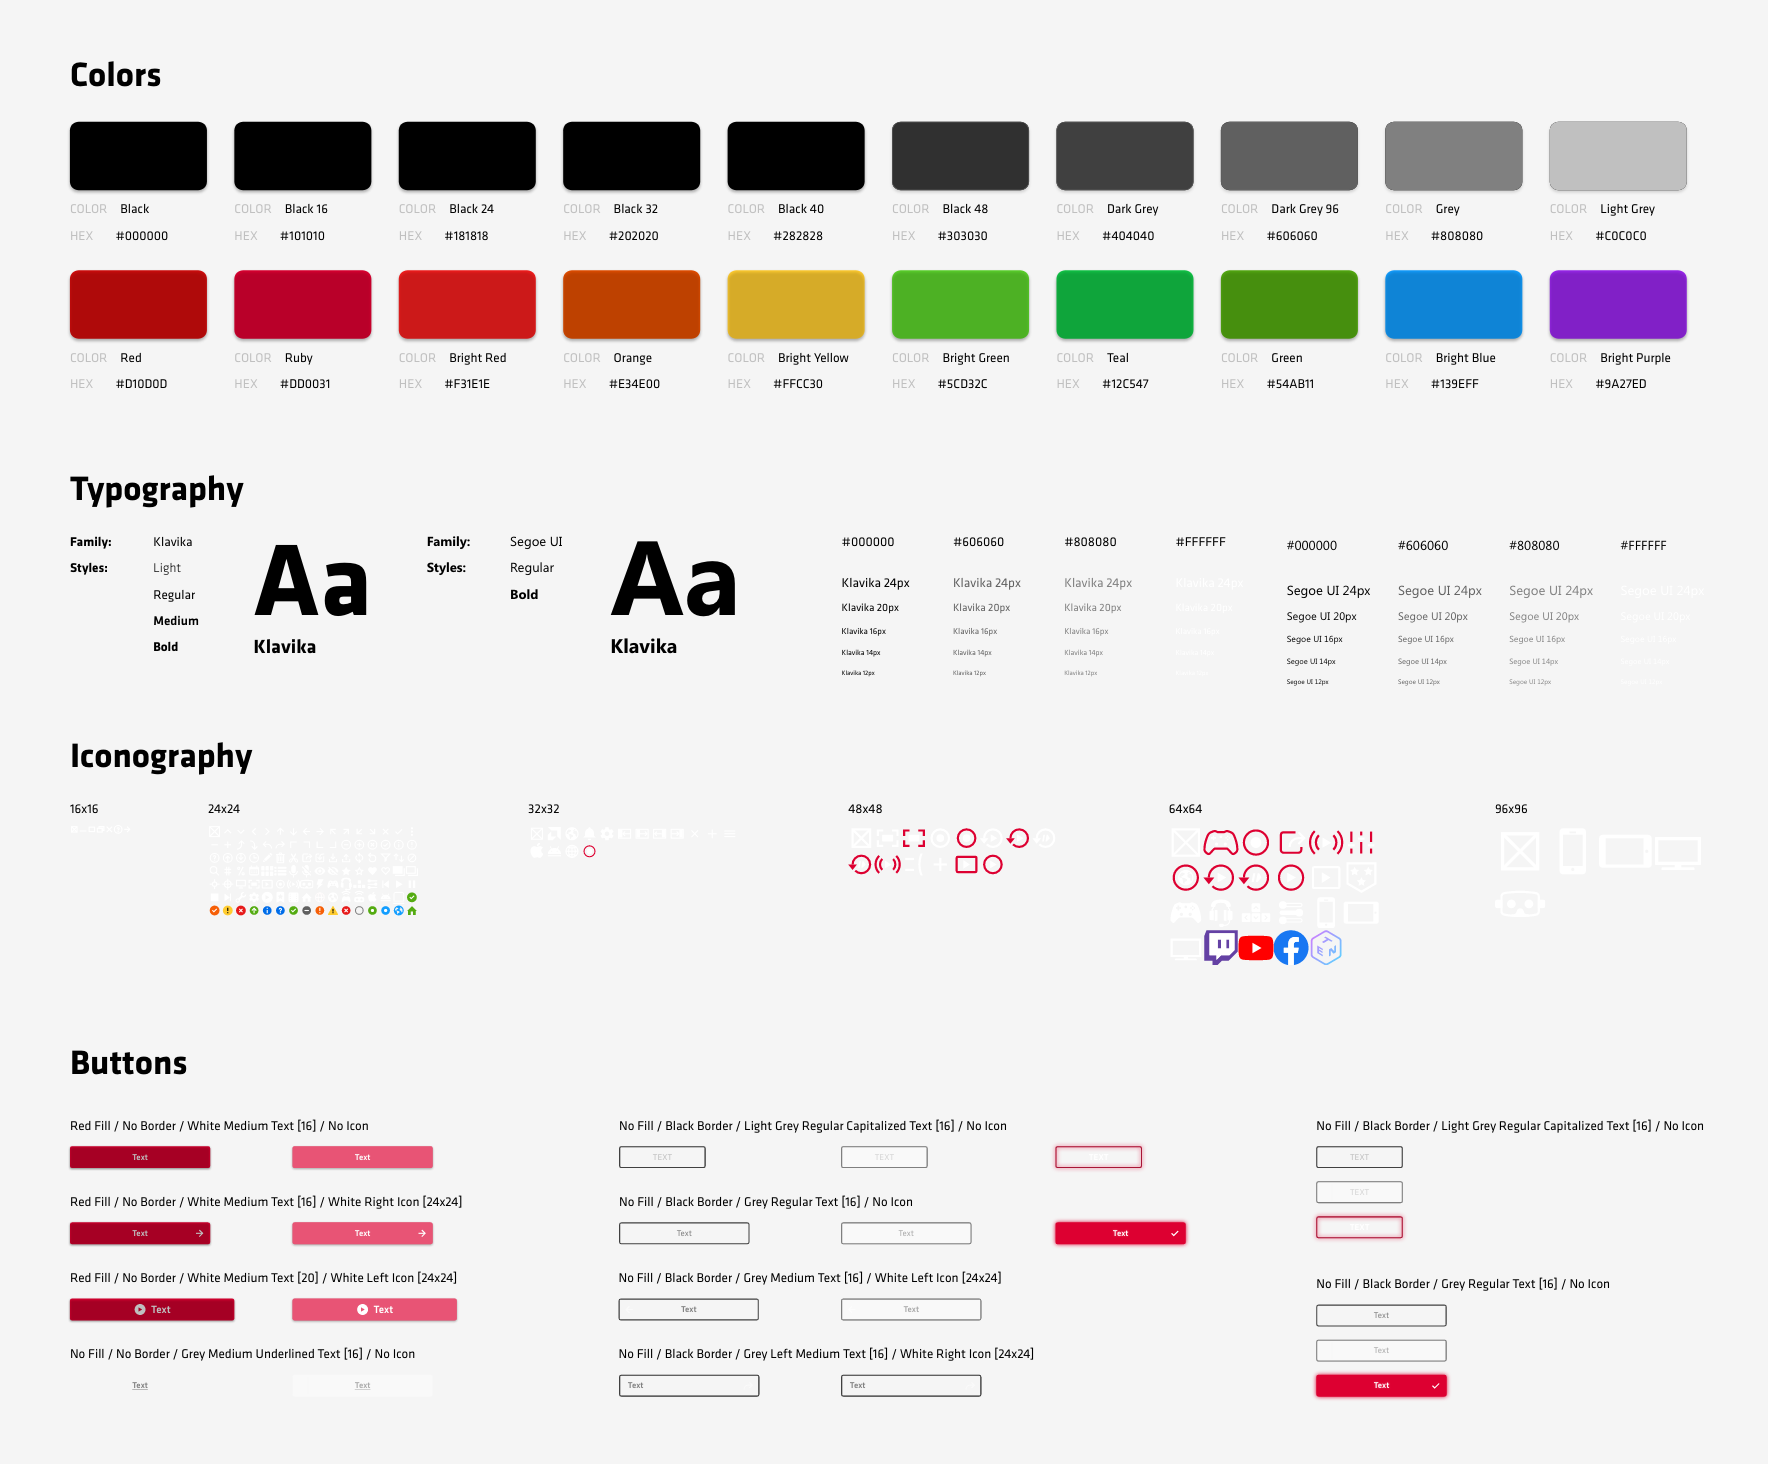 Colors
COLOR Black
COLOR Black 16
COLOR Black 24
COLOR Black 32
COLOR Black 40
COLOR Black 48
COLOR Dark Grey
COLOR Dark Grey 96
COLOR Grey
COLOR Light Grey
HEX #000000
HEX #101010
HEX #181818
HEX #202020
HEX #282828
HEX #303030
HEX #404040
HEX #606060
HEX #808080
HEX #C0C0C0
COLOR Red
COLOR Ruby
COLOR Bright Red
COLOR Orange
COLOR Bright Yellow
COLOR Bright Green
COLOR Teal
COLOR Green
COLOR Bright Blue
COLOR Bright Purple
HEX #D10D0D
HEX #DD0031
HEX #F31E1E
HEX #E34E00
HEX #FFCC30
HEX #5CD32C
HEX #12C547
HEX #54AB11
HEX #139EFF
HEX #9A27ED
Typography
Family: Klavika
Styles: Light
Regular
Medium
Bold
Aa
Klavika
Family: Segoe UI
Styles: Regular
Bold
Aa
Klavika
#000000
#606060
#808080
#FFFFFF
Klavika 24px
Klavika 24px
Klavika 24px
Klavika 24px
Klavika 20px
Klavika 20px
Klavika 20px
Klavika 20px
Klavika 16px
Klavika 16px
Klavika 16px
Klavika 14px
Klavika 14px
Klavika 14px
Klavika 12px
Klavika 12px
Klavika 12px
#000000
#606060
#808080
#FFFFFF
Segoe UI 24px
Segoe UI 24px
Segoe UI 24px
Segoe UI 24px
Segoe UI 20px
Segoe UI 20px
Segoe UI 20px
Segoe UI 20px
Segoe UI 16px
Segoe UI 16px
Segoe UI 16px
Segoe UI 14px
Segoe UI 14px
Segoe UI 14px
Segoe UI 12px
Segoe UI 12px
Segoe UI 12px
Iconography
16x16
24x24
32x32
48x48
64x64
96x96
Buttons
Red Fill / No Border / White Medium Text [16] / No Icon
Text
Text
Red Fill / No Border / White Medium Text [16] / White Right Icon [24x24]
Text
Text
Red Fill / No Border / White Medium Text [20] / White Left Icon [24x24]
Text
Text
No Fill / No Border / Grey Medium Underlined Text [16] / No Icon
Text
Text
No Fill / Black Border / Light Grey Regular Capitalized Text [16] / No Icon
TEXT
TEXT
TEXT
No Fill / Black Border / Grey Regular Text [16] / No Icon
Text
Text
Text
No Fill / Black Border / Grey Medium Text [16] / White Left Icon [24x24]
Text
Text
No Fill / Black Border / Grey Left Medium Text [16] / White Right Icon [24x24]
Text
Text
No Fill / Black Border / Light Grey Regular Capitalized Text [16] / No Icon
TEXT
TEXT
TEXT
No Fill / Black Border / Grey Regular Text [16] / No Icon
Text
Text
Text